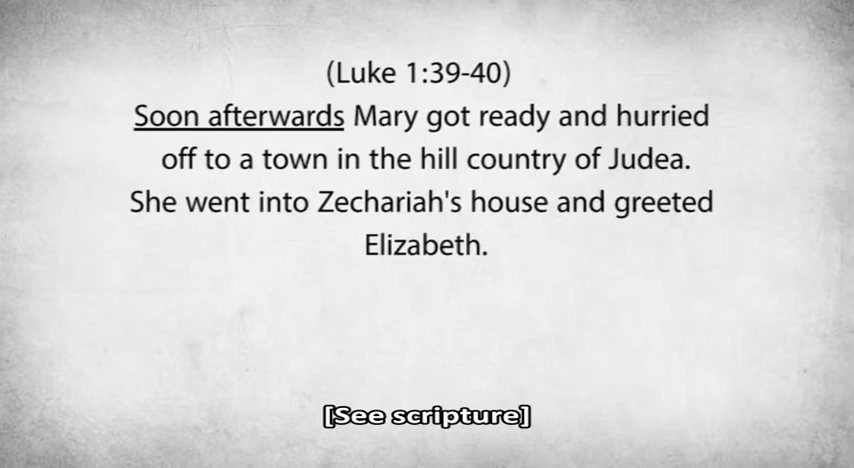 (Luke 1:39-40)
Soon afterwards Mary got ready and hurried
off to a town in the hill country of Judea.
She went into Zechariah's house and greeted
Elizabeth.
[See scripture]